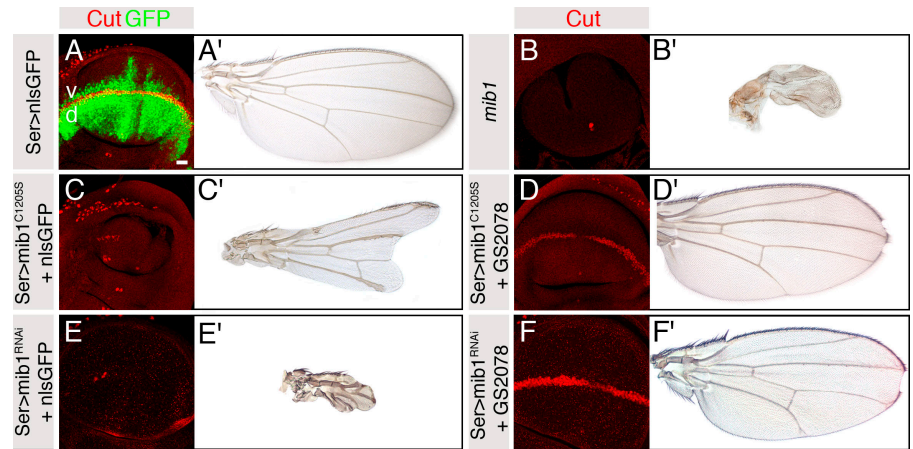 Cut GFP
Cut
Ser>nlsGFP
A
v
d
A'
mib1
B
B'
Ser>mib1C1205S
+ nlsGFP
C
C'
Ser>mib1C1205S
+ GS2078
D
D'
Ser>mib1RNAi
+ nlsGFP
E
E'
Ser>mib1RNAi
+ GS2078
F
F'